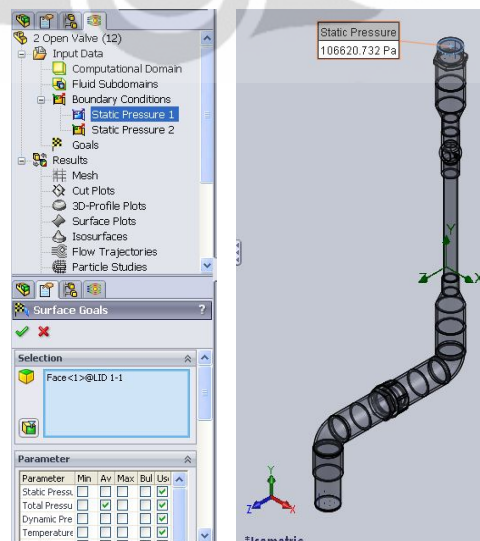 2 Open Valve (12)
Input Data
Computational Domain
Fluid Subdomains
Boundary Conditions
Static Pressure 1
Static Pressure 2
Goals
Results
Mesh
Cut Plots
3D-Profile Plots
Surface Plots
Isosurfaces
Flow Trajectories
Particle Studies
Surface Goals ?
Selection
Face<1>@LID 1-1
Parameter
Parameter Min Av Max Bul Use
Static Pressu
Total Pressu
Dynamic Pre
Temperature
Static Pressure
106620.732 Pa
Y
Z X
Y
Z X
*Isometric